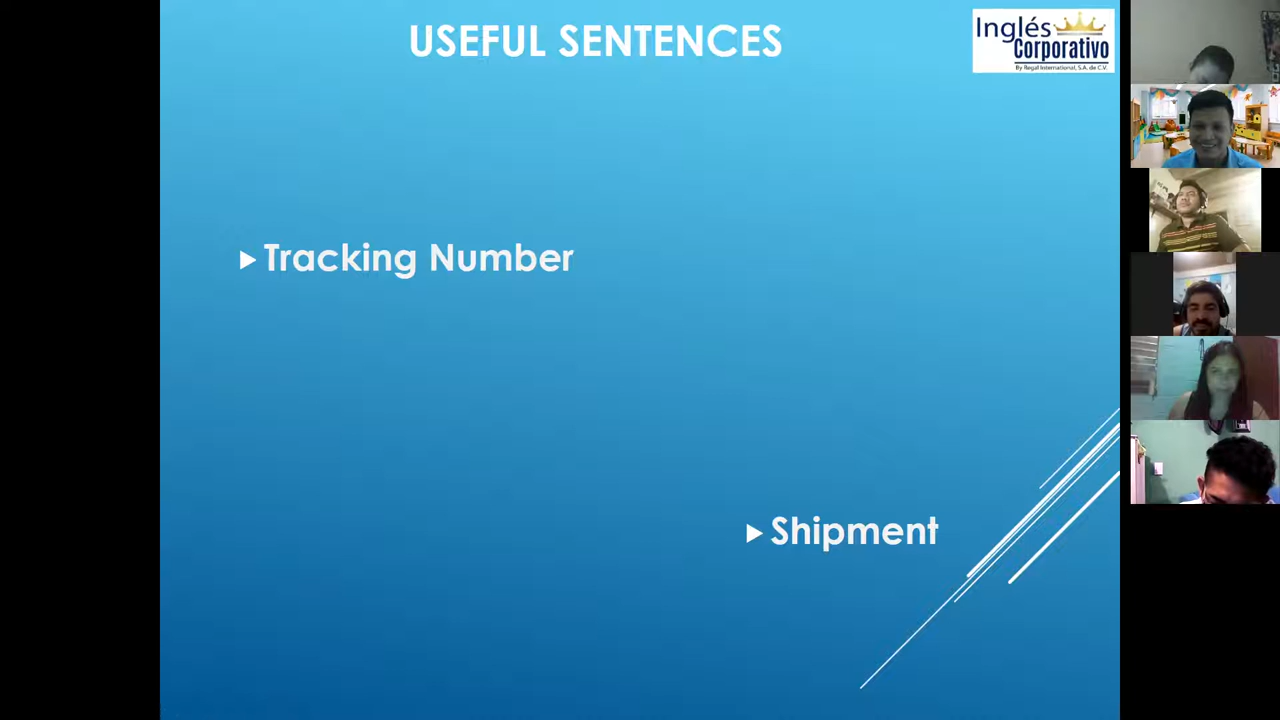 USEFUL SENTENCES
Inglés
Corporativo
By Regal International, S.A. de C.V.
Tracking Number
Shipment